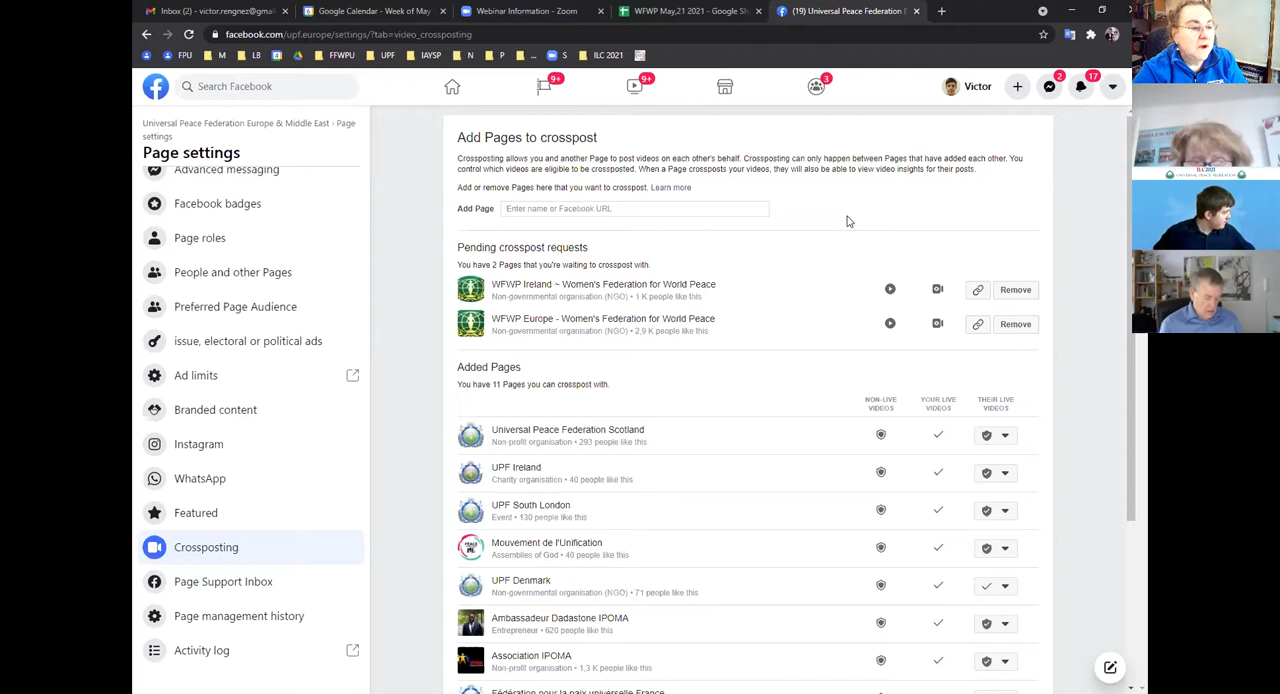 Inbox (2) - victor.rengnez@gmai
Google Calendar - Week of May
Webinar Information - Zoom
WFWP May,21 2021 - Google Sh
(19) Universal Peace Federation E
facebook.com/upf.europe/settings/?tab=video_crossposting
FPU
M
L8
FFWPU
UPF
IAYSP
N
P
...
S
ILC 2021
Search Facebook
9+
9+
3
Victor
2
17
Universal Peace Federation Europe & Middle East › Page
settings
Page settings
Advanced messaging
Facebook badges
Page roles
People and other Pages
Preferred Page Audience
issue, electoral or political ads
Ad limits
Branded content
Instagram
WhatsApp
Featured
Crossposting
Page Support Inbox
Page management history
Activity log
Add Pages to crosspost
Crossposting allows you and another Page to post videos on each other's behalf. Crossposting can only happen between Pages that have added each other. You
control which videos are eligible to be crossposted. When a Page crossposts your videos, they will also be able to view video insights for their posts.
Add or remove Pages here that you want to crosspost. Learn more
Add Page Enter name or Facebook URL
Pending crosspost requests
You have 2 Pages that you're waiting to crosspost with.
WFWP Ireland ~ Women's Federation for World Peace
Non-governmental organisation (NGO) • 1 K people like this
Remove
WFWP Europe - Women's Federation for World Peace
Non-governmental organisation (NGO) • 2,9 K people like this
Remove
Added Pages
You have 11 Pages you can crosspost with.
NON-LIVE VIDEOS
YOUR LIVE VIDEOS
THEIR LIVE VIDEOS
Universal Peace Federation Scotland
Non-profit organisation • 293 people like this
UPF Ireland
Charity organisation • 40 people like this
UPF South London
Event • 130 people like this
Mouvement de l'Unification
Assemblies of God • 40 people like this
UPF Denmark
Non-governmental organisation (NGO) • 71 people like this
Ambassadeur Dadastone IPOMA
Entrepreneur • 620 people like this
Association IPOMA
Non-profit organisation • 1,3 K people like this
Fédération pour la paix universelle France
ILC2021
UNIVERSAL PEACE FEDERATION